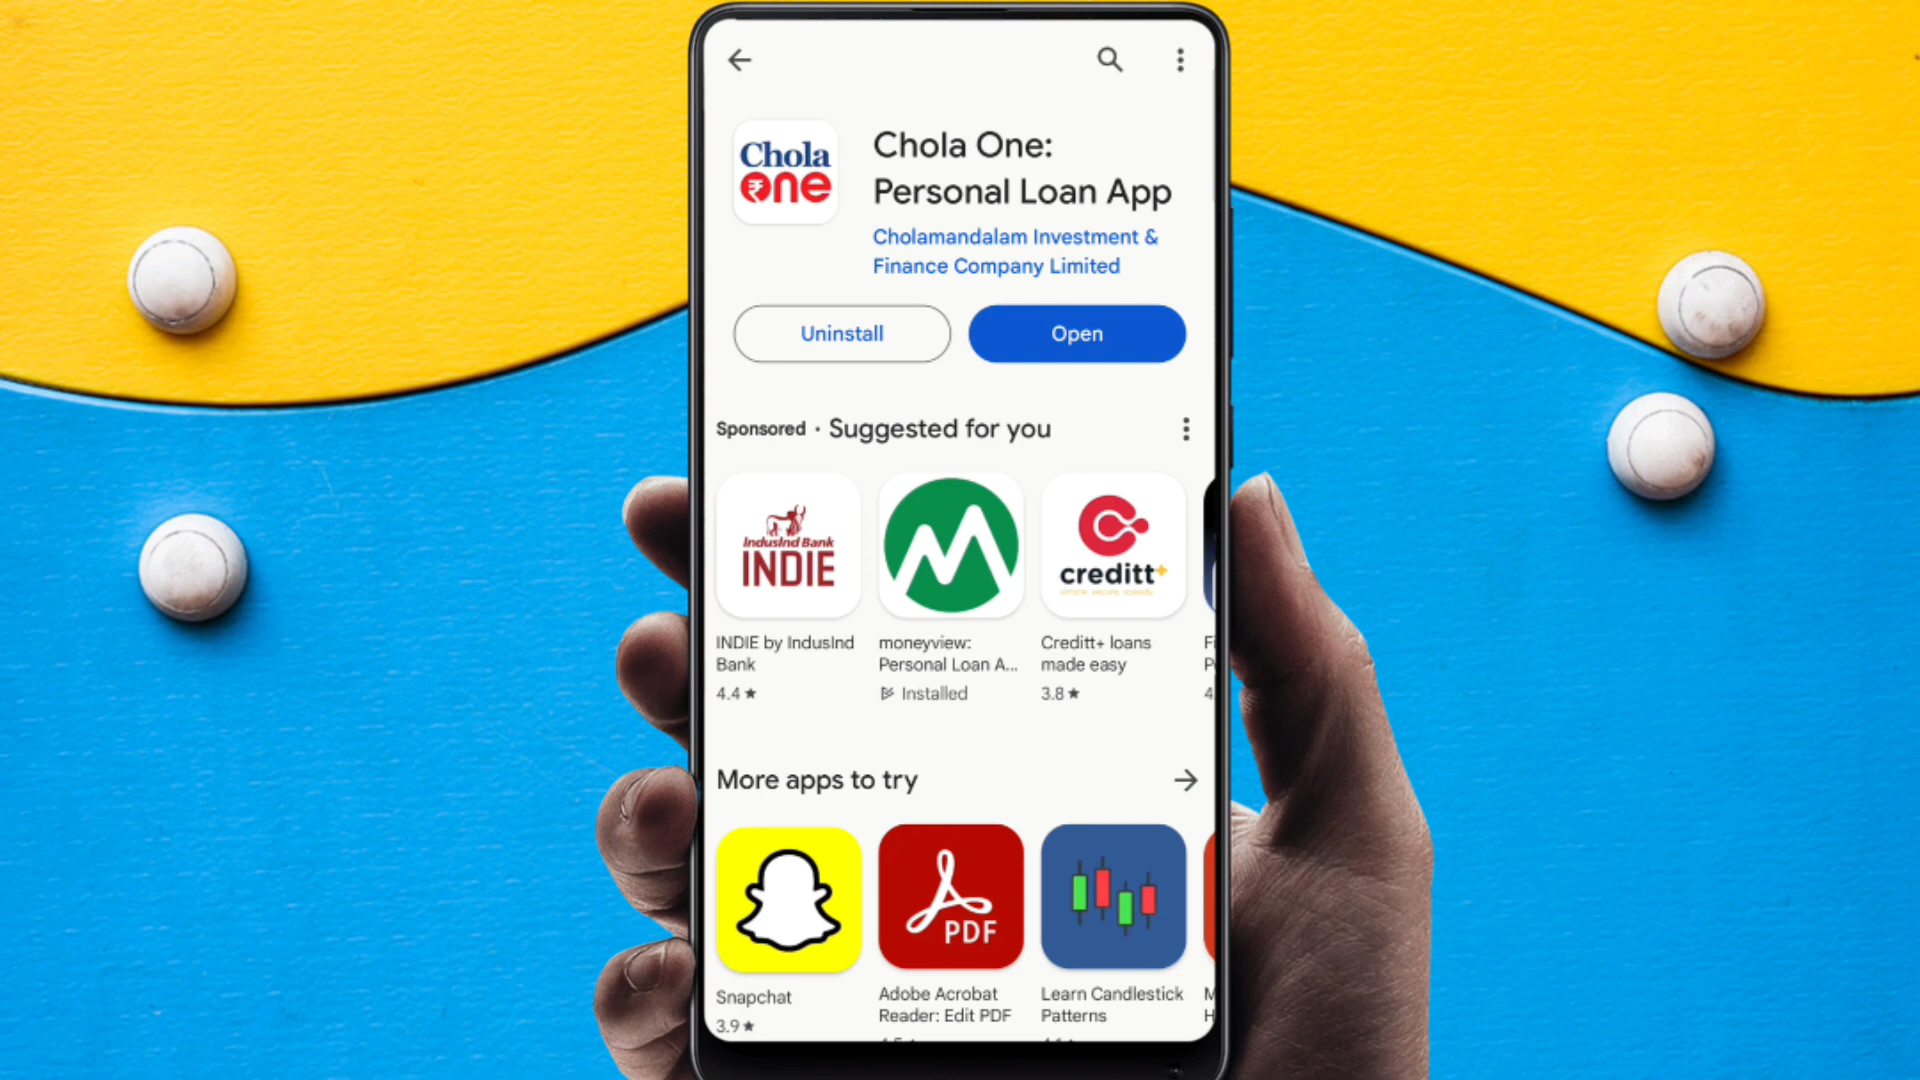 Chola
one
Chola One:
Personal Loan App
Cholamandalam Investment &
Finance Company Limited
Uninstall
Open
Sponsored · Suggested for you
IndusInd Bank
INDIE
creditt+
INDIE by IndusInd
Bank
4.4 ★
moneyview:
Personal Loan A...
Installed
Creditt+ loans
made easy
3.8 ★
More apps to try
PDF
Snapchat
3.9 ★
Adobe Acrobat
Reader: Edit PDF
Learn Candlestick
Patterns